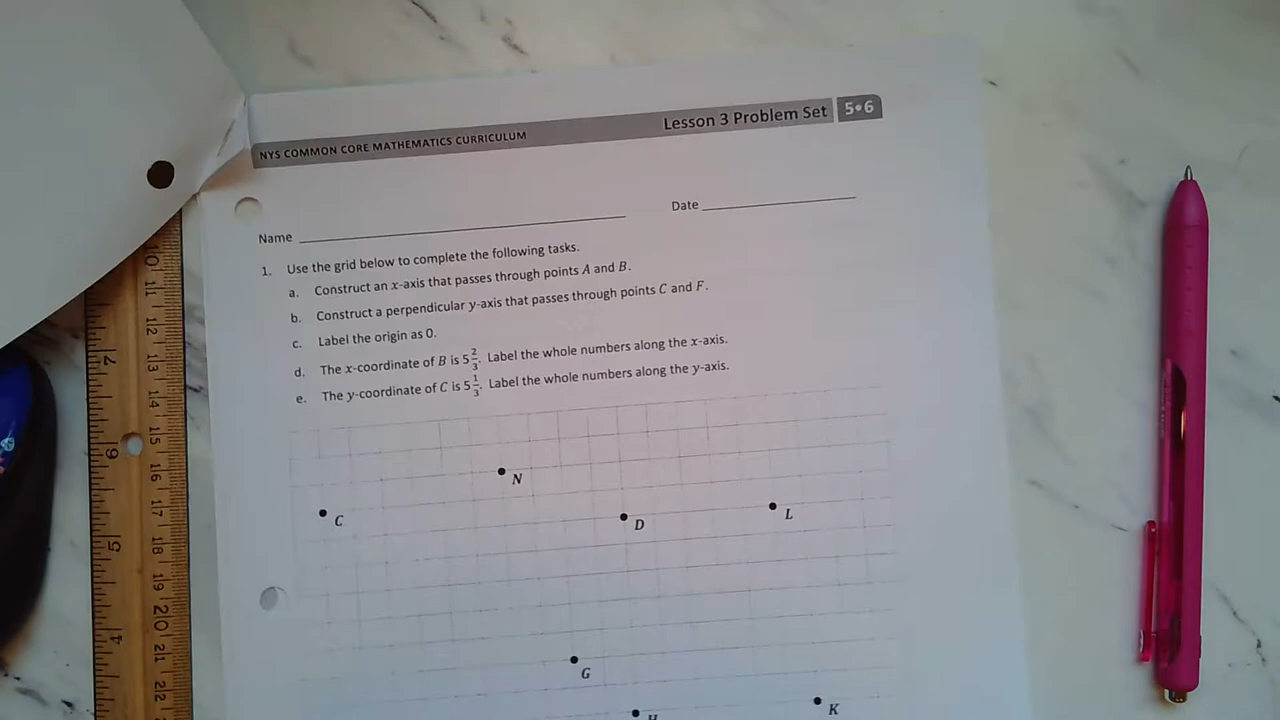 NYS COMMON CORE MATHEMATICS CURRICULUM Lesson 3 Problem Set 5•6
Name Date
1. Use the grid below to complete the following tasks.
a. Construct an x-axis that passes through points A and B.
b. Construct a perpendicular y-axis that passes through points C and F.
c. Label the origin as 0.
d. The x-coordinate of B is 5 2/3. Label the whole numbers along the x-axis.
e. The y-coordinate of C is 5 1/3. Label the whole numbers along the y-axis.
N
C
D
L
G
K
10
11
12
13
14
15
16
17
18
19
20
21
22
7
6
5
4